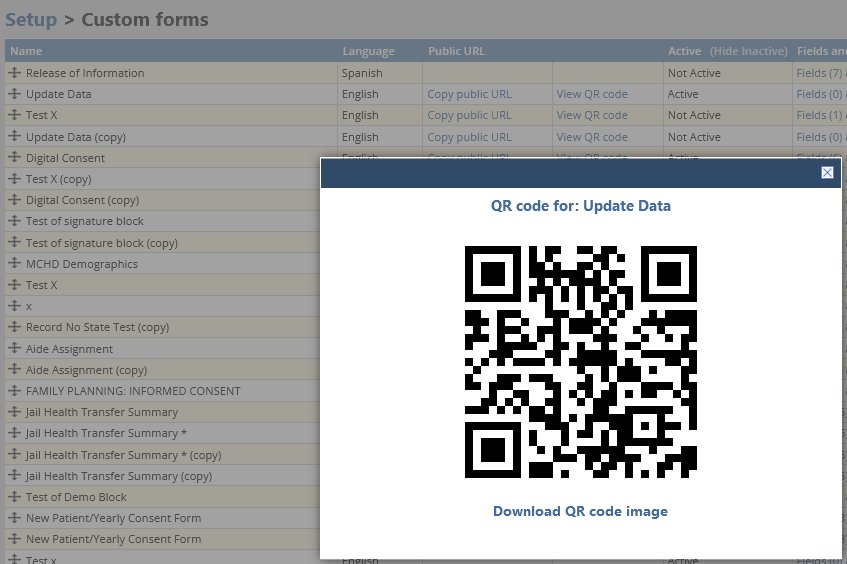 Setup > Custom forms
Name Language Public URL Active (Hide Inactive) Fields and
Release of Information Spanish Not Active Fields (7)
Update Data English Copy public URL View QR code Active Fields (0)
Test X English Copy public URL View QR code Not Active Fields (1)
Update Data (copy) English Copy public URL View QR code Not Active Fields (0)
Digital Consent English Copy public URL View QR code Active
Test X (copy)
Digital Consent (copy)
Test of signature block
Test of signature block (copy)
MCHD Demographics
Test X
x
Record No State Test (copy)
Aide Assignment
Aide Assignment (copy)
FAMILY PLANNING: INFORMED CONSENT
Jail Health Transfer Summary
Jail Health Transfer Summary *
Jail Health Transfer Summary * (copy)
Jail Health Transfer Summary (copy)
Test of Demo Block
New Patient/Yearly Consent Form
New Patient/Yearly Consent Form
Test x English Active
QR code for: Update Data
Download QR code image